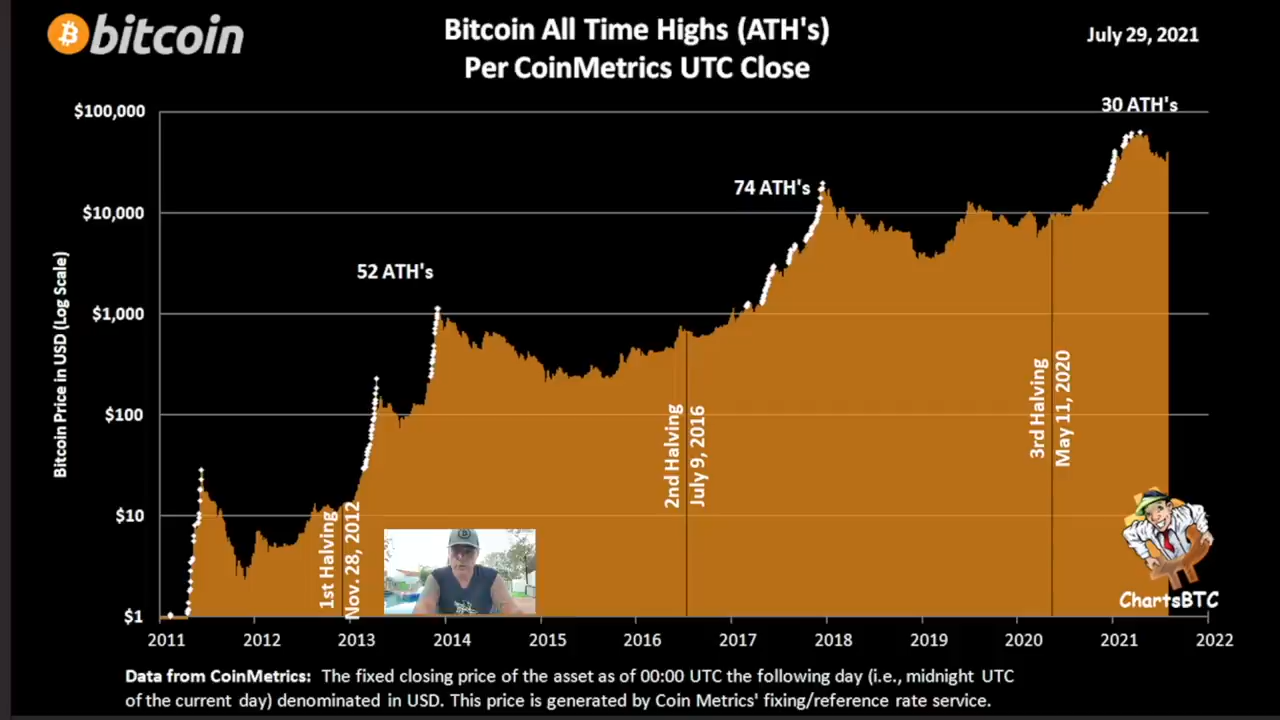 bitcoin
Bitcoin All Time Highs (ATH's)
Per CoinMetrics UTC Close
July 29, 2021
30 ATH's
74 ATH's
52 ATH's
Bitcoin Price in USD (Log Scale)
$100,000
$10,000
$1,000
$100
$10
$1
1st Halving
Nov. 28, 2012
2nd Halving
July 9, 2016
3rd Halving
May 11, 2020
ChartsBTC
2011 2012 2013 2014 2015 2016 2017 2018 2019 2020 2021 2022
Data from CoinMetrics: The fixed closing price of the asset as of 00:00 UTC the following day (i.e., midnight UTC
of the current day) denominated in USD. This price is generated by Coin Metrics' fixing/reference rate service.